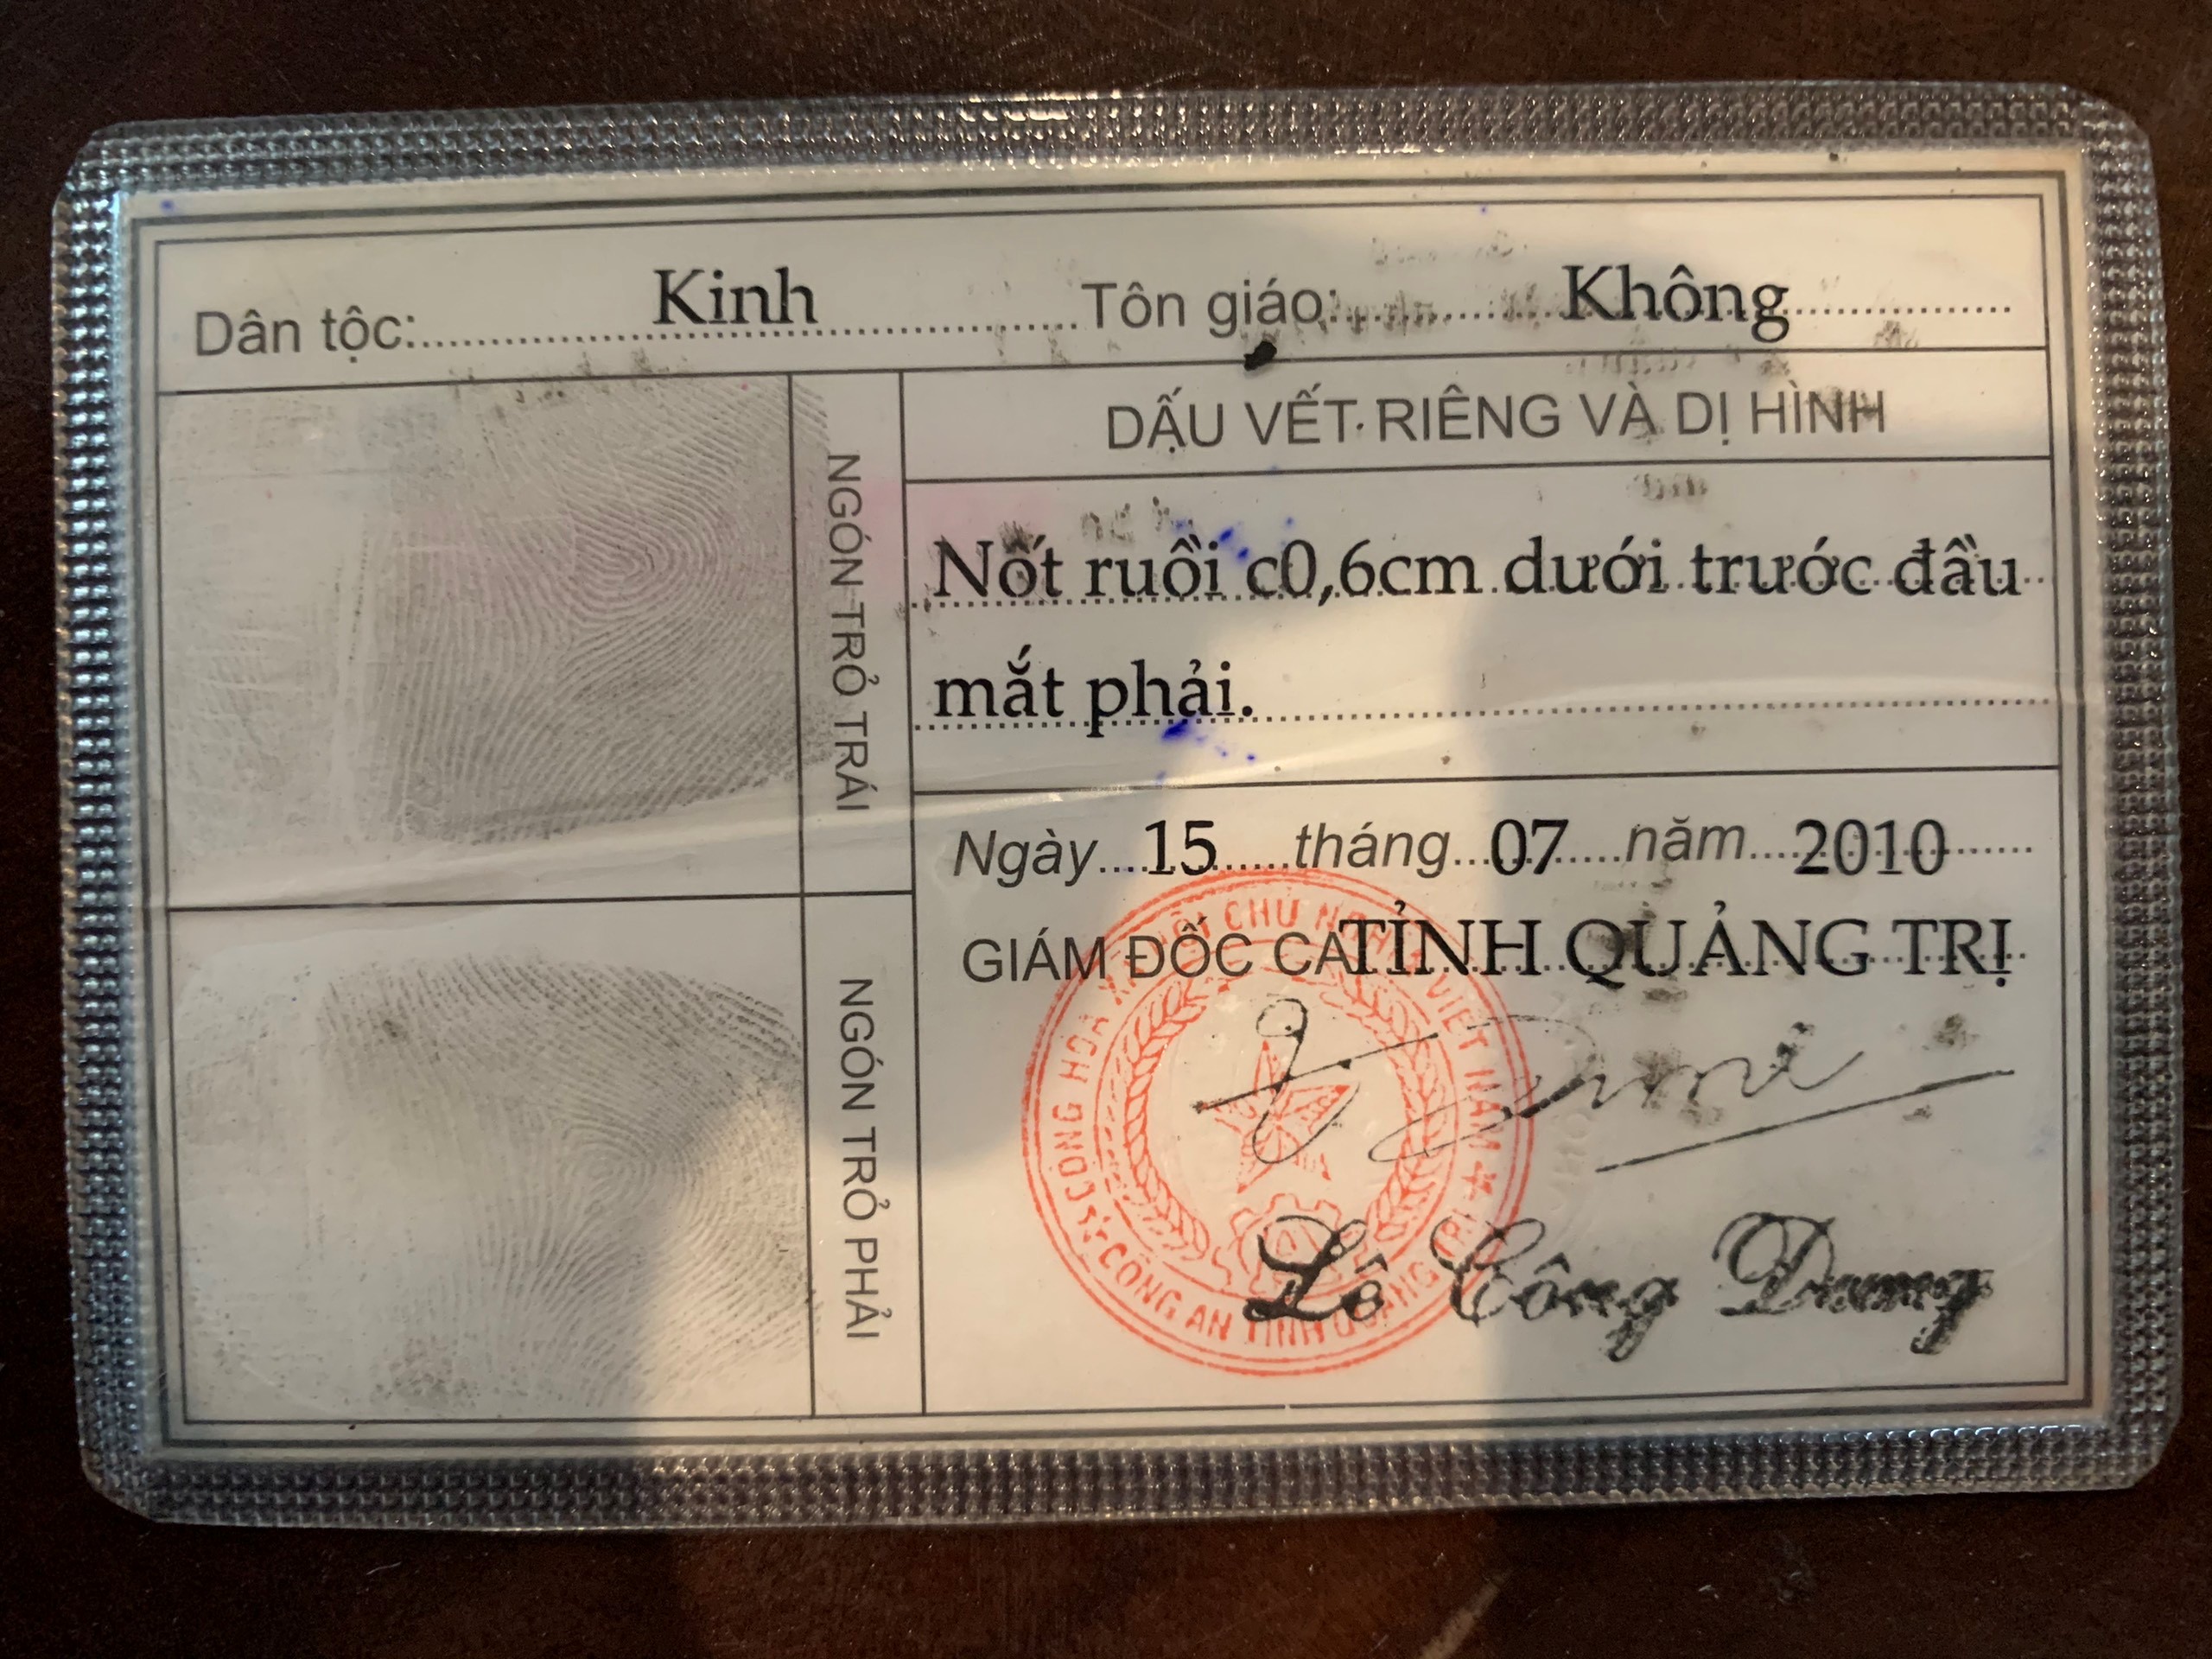 Dân tộc: Kinh Tôn giáo: Không
NGÓN TRỎ TRÁI
DẤU VẾT RIÊNG VÀ DỊ HÌNH
Nốt ruồi c0,6cm dưới trước đầu
mắt phải.
NGÓN TRỎ PHẢI
Ngày 15 tháng 07 năm 2010
GIÁM ĐỐC CA TỈNH QUẢNG TRỊ
CÔNG AN TỈNH QUẢNG TRỊ
Lê Công Dung